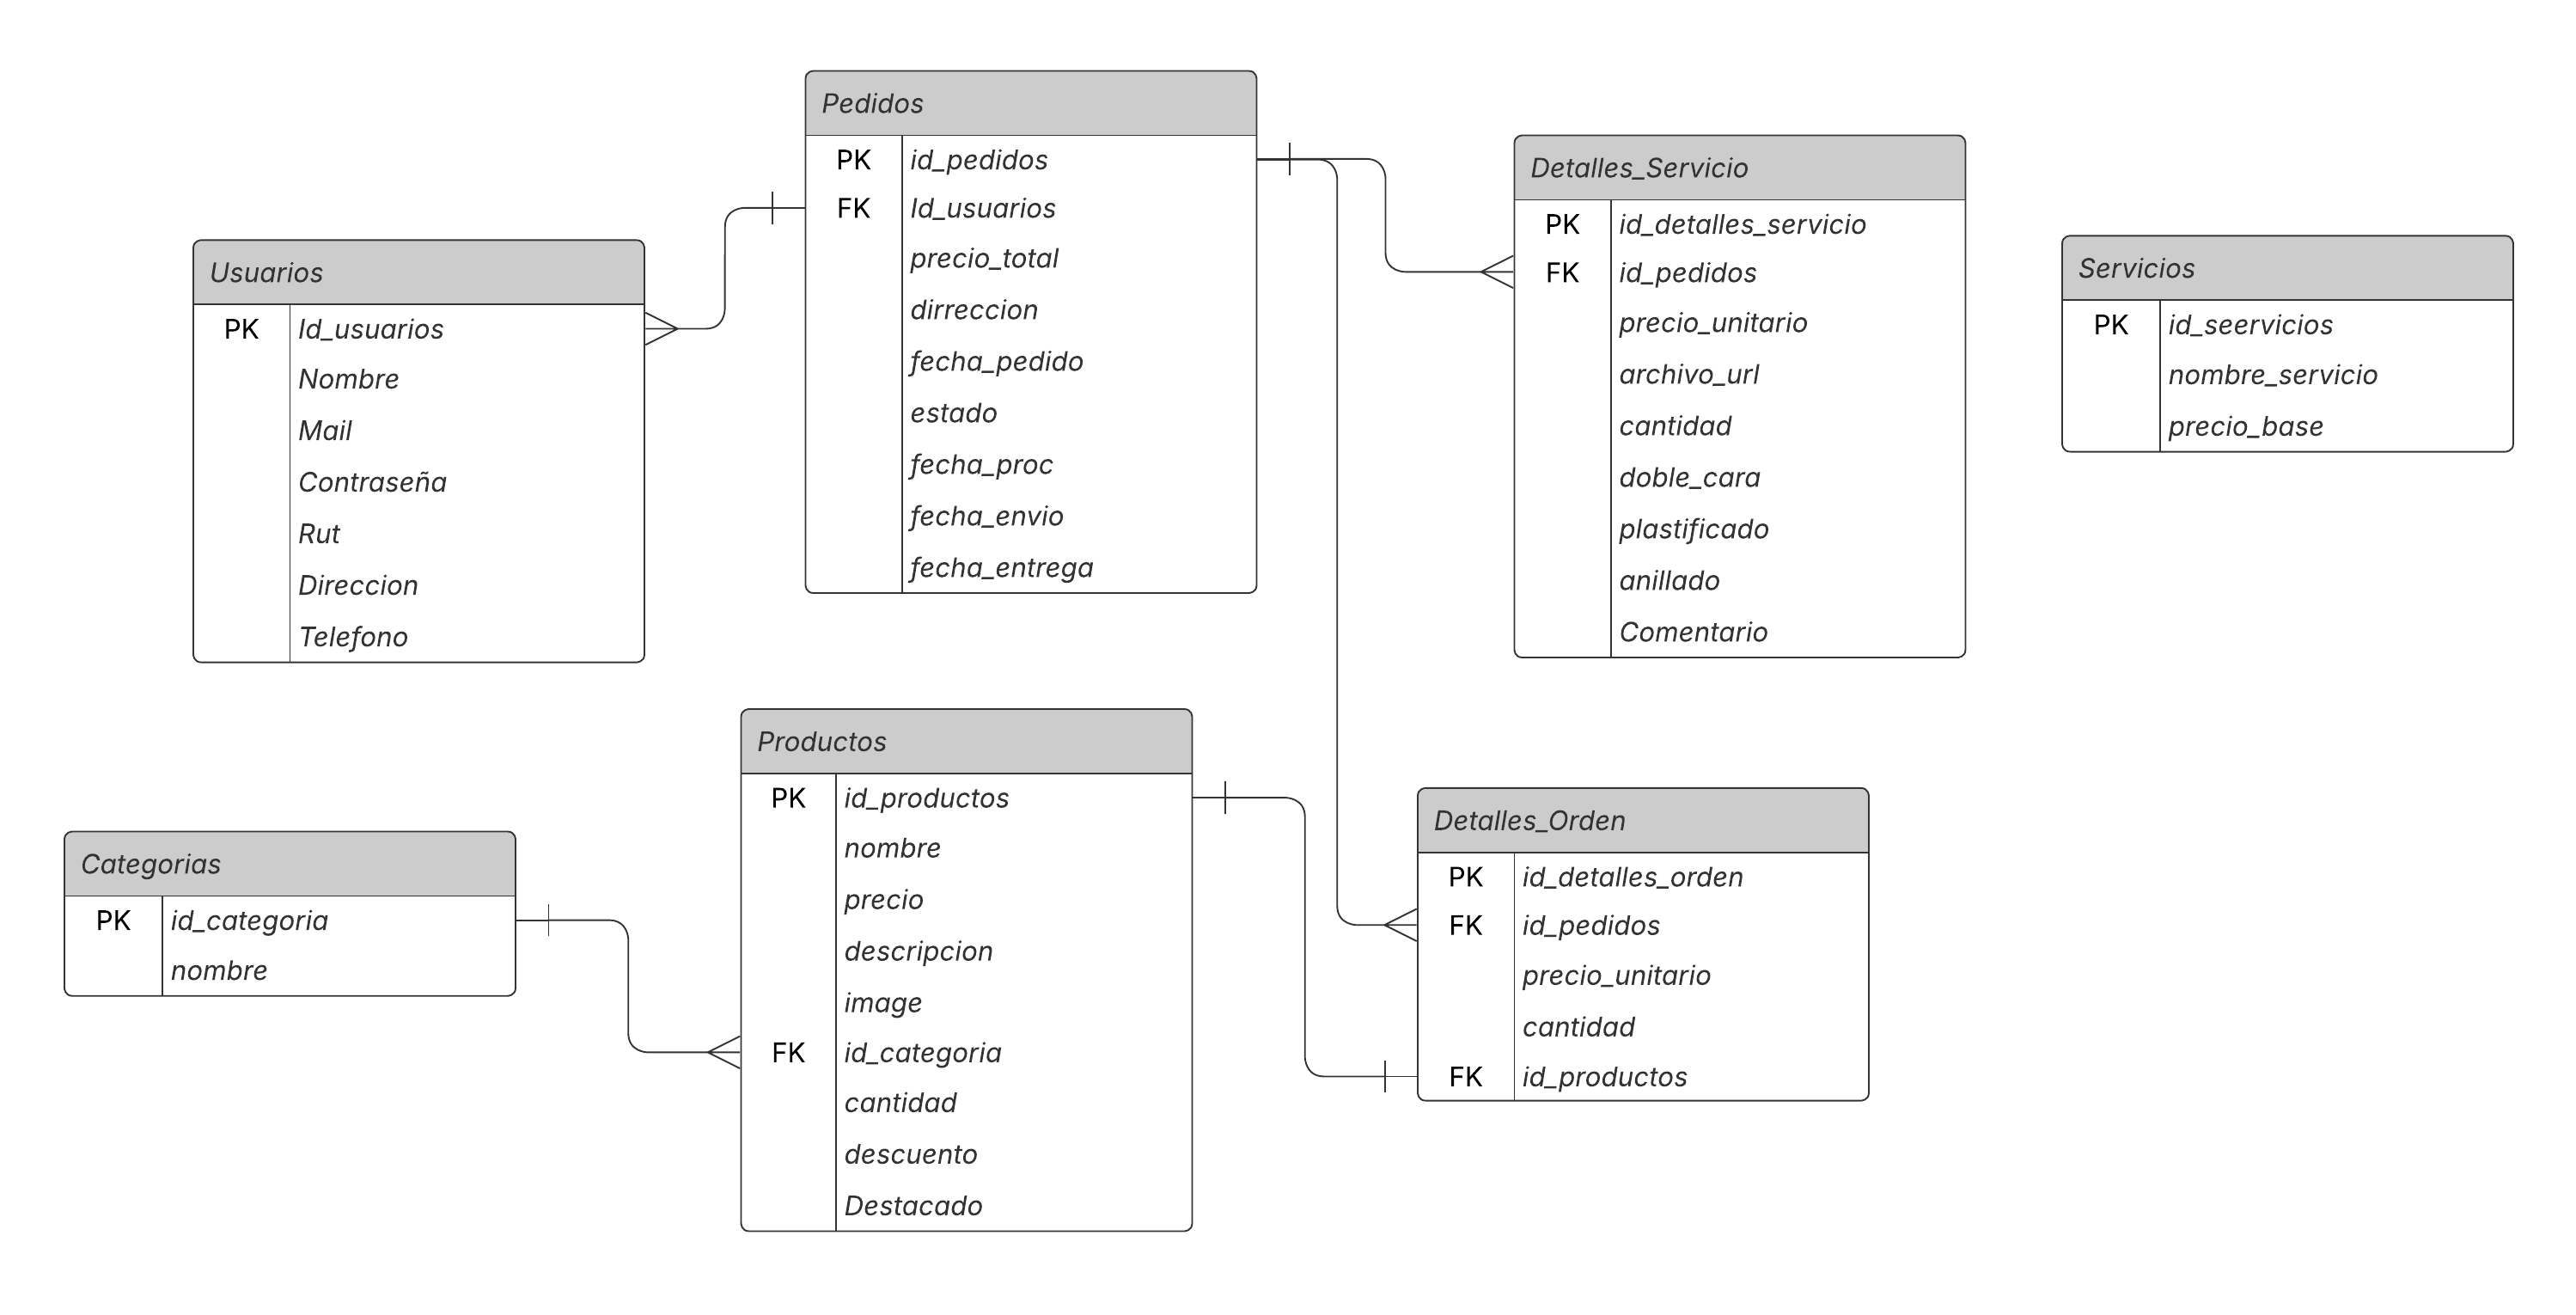 Pedidos
PK id_pedidos
FK Id_usuarios
precio_total
dirreccion
fecha_pedido
estado
fecha_proc
fecha_envio
fecha_entrega
Detalles_Servicio
PK id_detalles_servicio
FK id_pedidos
precio_unitario
archivo_url
cantidad
doble_cara
plastificado
anillado
Comentario
Servicios
PK id_seervicios
nombre_servicio
precio_base
Usuarios
PK Id_usuarios
Nombre
Mail
Contraseña
Rut
Direccion
Telefono
Productos
PK id_productos
nombre
precio
descripcion
image
FK id_categoria
cantidad
descuento
Destacado
Detalles_Orden
PK id_detalles_orden
FK id_pedidos
precio_unitario
cantidad
FK id_productos
Categorias
PK id_categoria
nombre